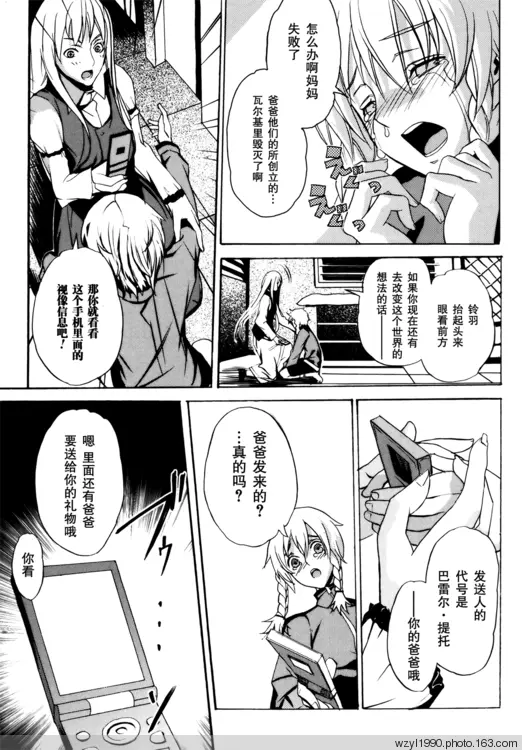 怎么办啊妈妈
失败了
爸爸他们的所创立的…
瓦尔基里毁灭了啊
铃羽
抬起头来
眼看前方
如果你现在还有
去改变这个世界的
想法的话——
那你就看看
这个手机里面的
视像信息吧！
发送人的
代号是
巴雷尔·提托
——你的爸爸哦
爸爸发来的？
…真的吗？
嗯 里面还有爸爸
要送给你的礼物哦
你看
wzyl1990.photo.163.com